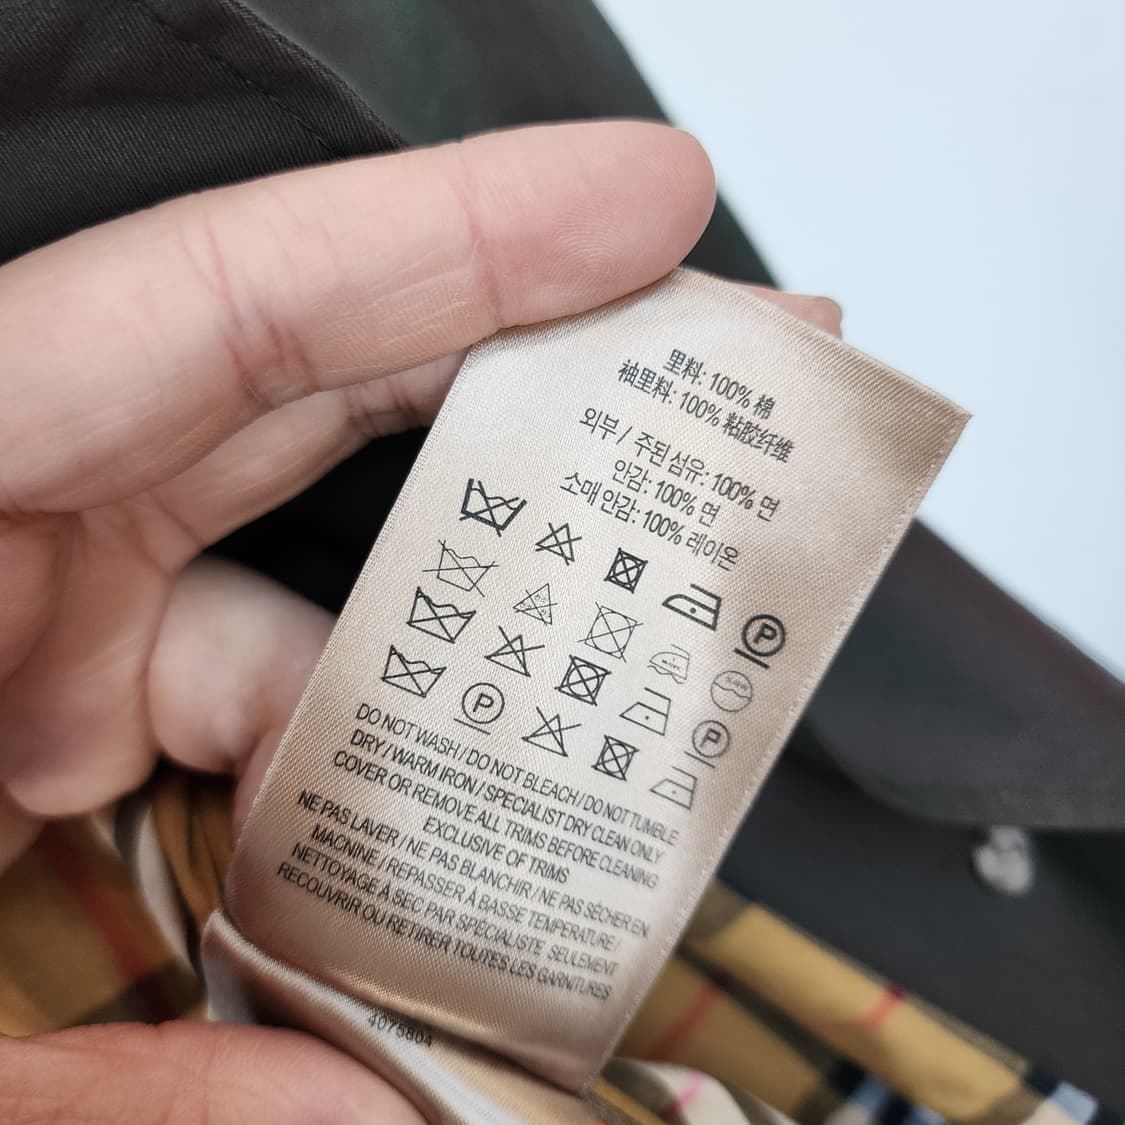 里料: 100% 棉
袖里料: 100% 粘胶纤维
외부 / 주된 섬유: 100% 면
안감: 100% 면
소매 안감: 100% 레이온
P
P
P
DO NOT WASH / DO NOT BLEACH / DO NOT TUMBLE
DRY / WARM IRON / SPECIALIST DRY CLEAN ONLY
COVER OR REMOVE ALL TRIMS BEFORE CLEANING
EXCLUSIVE OF TRIMS
NE PAS LAVER / NE PAS BLANCHIR / NE PAS SÉCHER EN
MACHINE / REPASSER À BASSE TEMPERATURE /
NETTOYAGE À SEC PAR SPÉCIALISTE SEULEMENT
RECOUVRIR OU RETIRER TOUTES LES GARNITURES
4075804